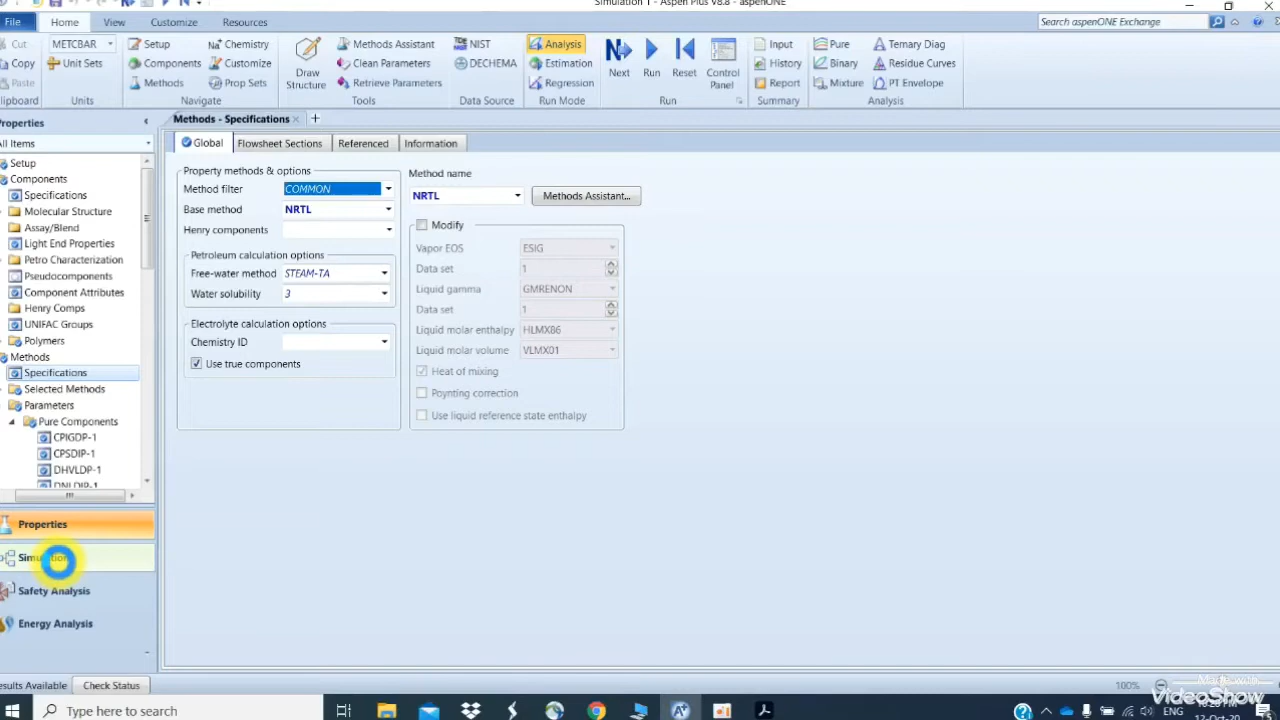 Simulation 1 - Aspen Plus V8.8 - aspenONE
File Home View Customize Resources Search aspenONE Exchange
Cut METCBAR Setup Chemistry Methods Assistant NIST Analysis Input Pure Ternary Diag
Copy Unit Sets Components Customize Clean Parameters DECHEMA Estimation History Binary Residue Curves
Paste Methods Prop Sets Draw Structure Retrieve Parameters Regression Next Run Reset Control Panel Report Mixture PT Envelope
lipboard Units Navigate Tools Data Source Run Mode Run Summary Analysis
Properties
All Items
Methods - Specifications
Global Flowsheet Sections Referenced Information
Setup
Components
Specifications
Molecular Structure
Assay/Blend
Light End Properties
Petro Characterization
Pseudocomponents
Component Attributes
Henry Comps
UNIFAC Groups
Polymers
Methods
Specifications
Selected Methods
Parameters
Pure Components
CPIGDP-1
CPSDIP-1
DHVLDP-1
DNLDIP-1
Property methods & options
Method filter COMMON
Base method NRTL
Henry components
Petroleum calculation options
Free-water method STEAM-TA
Water solubility 3
Electrolyte calculation options
Chemistry ID
Use true components
Method name
NRTL Methods Assistant...
Modify
Vapor EOS ESIG
Data set 1
Liquid gamma GMRENON
Data set 1
Liquid molar enthalpy HLMX86
Liquid molar volume VLMX01
Heat of mixing
Poynting correction
Use liquid reference state enthalpy
Properties
Simulation
Safety Analysis
Energy Analysis
esults Available Check Status 100%
Made with
VideoShow
Type here to search ENG